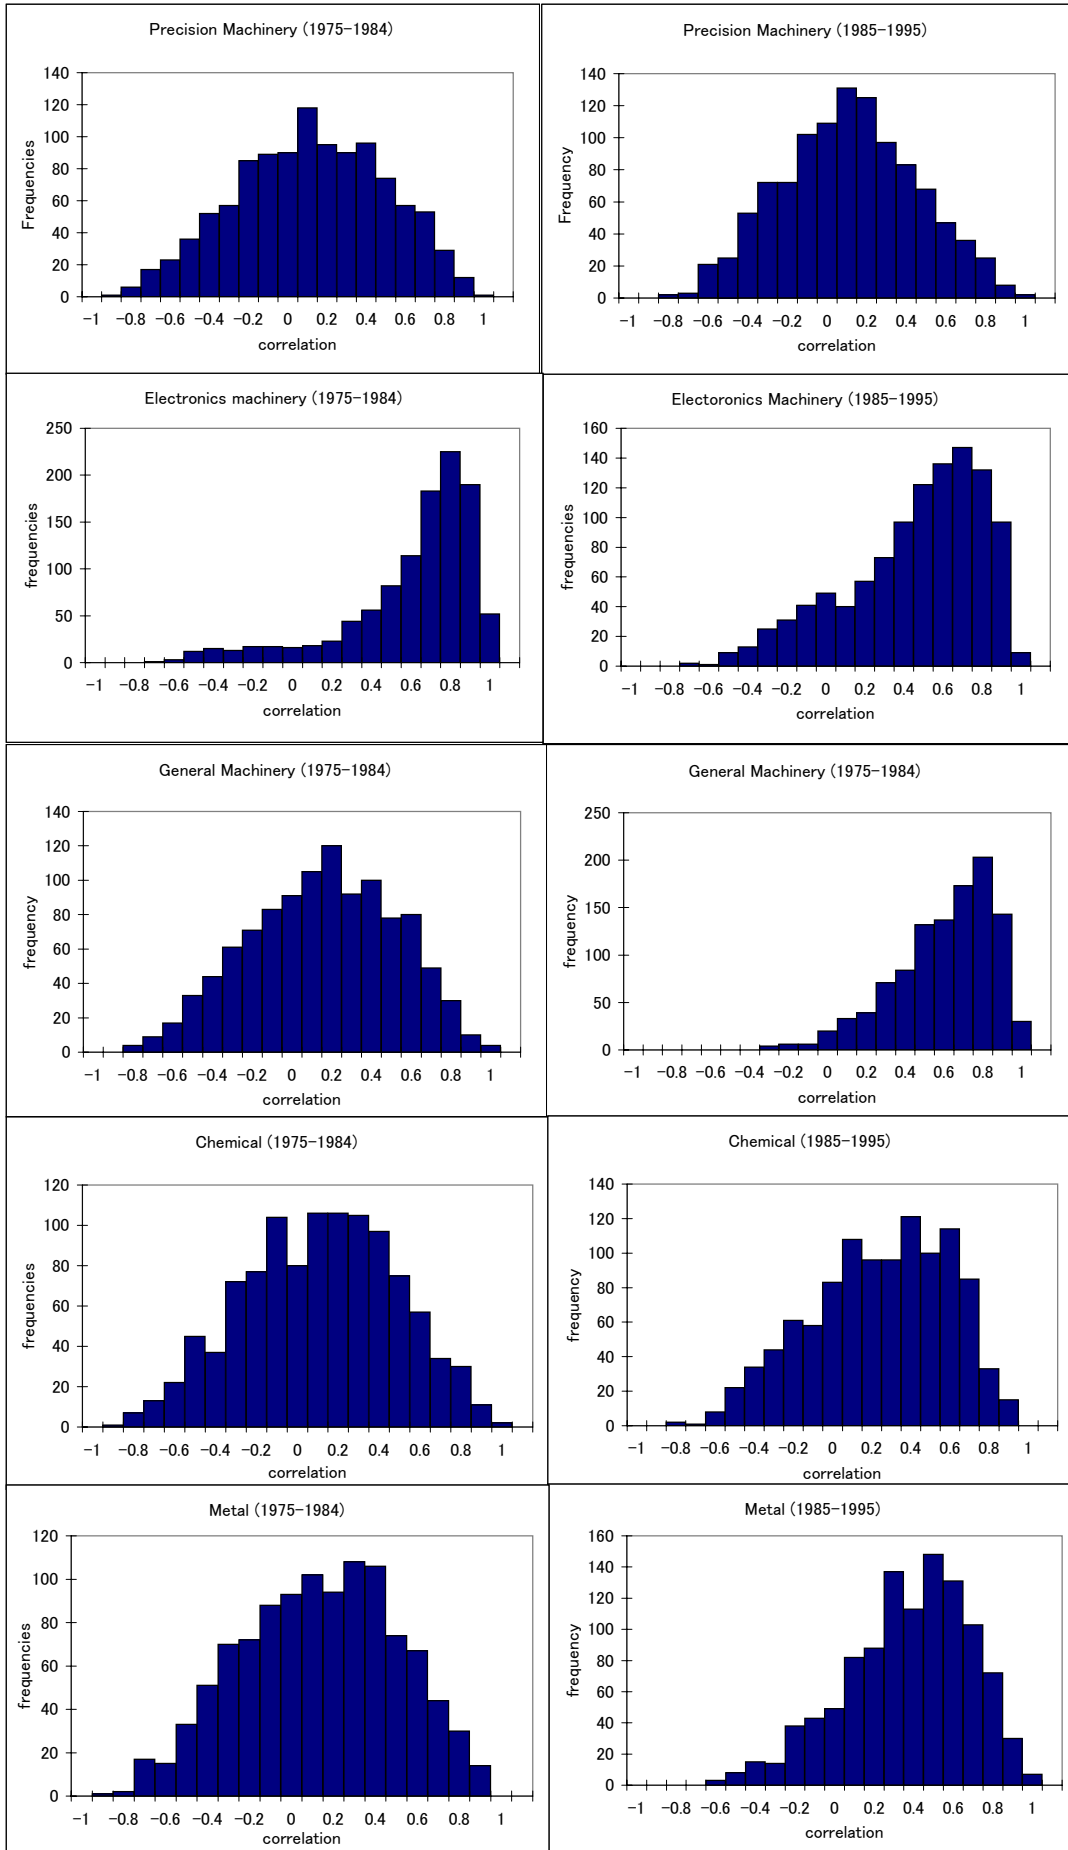 Precision Machinery (1975-1984)
140
120
100
80
60
40
20
0
Frequencies
-1 -0.8 -0.6 -0.4 -0.2 0 0.2 0.4 0.6 0.8 1
correlation
Precision Machinery (1985-1995)
140
120
100
80
60
40
20
0
Frequency
-1 -0.8 -0.6 -0.4 -0.2 0 0.2 0.4 0.6 0.8 1
correlation
Electronics machinery (1975-1984)
250
200
150
100
50
0
frequencies
-1 -0.8 -0.6 -0.4 -0.2 0 0.2 0.4 0.6 0.8 1
correlation
Electoronics Machinery (1985-1995)
160
140
120
100
80
60
40
20
0
frequencies
-1 -0.8 -0.6 -0.4 -0.2 0 0.2 0.4 0.6 0.8 1
correlation
General Machinery (1975-1984)
140
120
100
80
60
40
20
0
frequency
-1 -0.8 -0.6 -0.4 -0.2 0 0.2 0.4 0.6 0.8 1
correlation
General Machinery (1975-1984)
250
200
150
100
50
0
frequency
-1 -0.8 -0.6 -0.4 -0.2 0 0.2 0.4 0.6 0.8 1
correlation
Chemical (1975-1984)
120
100
80
60
40
20
0
frequencies
-1 -0.8 -0.6 -0.4 -0.2 0 0.2 0.4 0.6 0.8 1
correlation
Chemical (1985-1995)
140
120
100
80
60
40
20
0
frequency
-1 -0.8 -0.6 -0.4 -0.2 0 0.2 0.4 0.6 0.8 1
correlation
Metal (1975-1984)
120
100
80
60
40
20
0
frequencies
-1 -0.8 -0.6 -0.4 -0.2 0 0.2 0.4 0.6 0.8 1
correlation
Metal (1985-1995)
160
140
120
100
80
60
40
20
0
frequency
-1 -0.8 -0.6 -0.4 -0.2 0 0.2 0.4 0.6 0.8 1
correlation